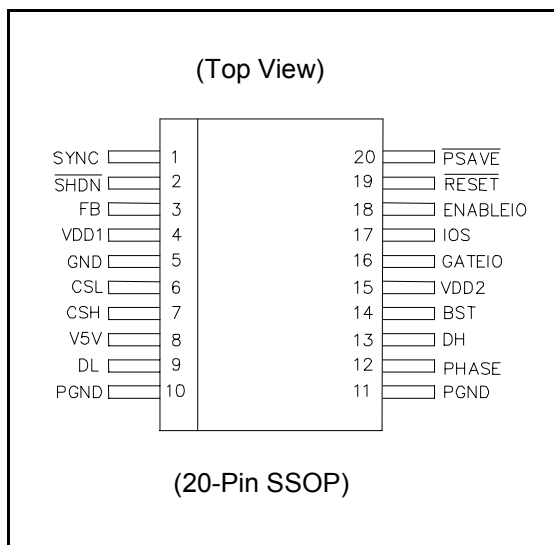 (Top View)
SYNC 1 20 PSAVE
SHDN 2 19 RESET
FB 3 18 ENABLEIO
VDD1 4 17 IOS
GND 5 16 GATEIO
CSL 6 15 VDD2
CSH 7 14 BST
V5V 8 13 DH
DL 9 12 PHASE
PGND 10 11 PGND
(20-Pin SSOP)